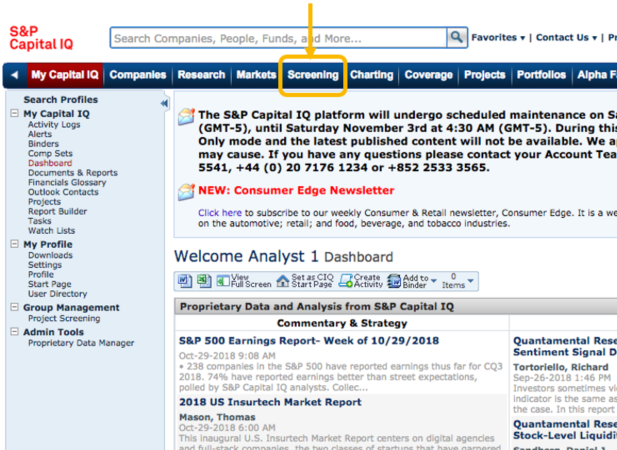 S&P
Capital IQ
Search Companies, People, Funds, and More...
Favorites
Contact Us
My Capital IQ
Companies
Research
Markets
Screening
Charting
Coverage
Projects
Portfolios
Alpha F
Search Profiles
My Capital IQ
Activity Logs
Alerts
Binders
Comp Sets
Dashboard
Documents & Reports
Financials Glossary
Outlook Contacts
Projects
Report Builder
Tasks
Watch Lists
My Profile
Downloads
Settings
Profile
Start Page
User Directory
Group Management
Project Screening
Admin Tools
Proprietary Data Manager
The S&P Capital IQ platform will undergo scheduled maintenance on Sa
(GMT-5), until Saturday November 3rd at 4:30 AM (GMT-5). During this
Only mode and the latest published content will not be available. We a
may cause. If you have any questions please contact your Account Tea
5541, +44 (0) 20 7176 1234 or +852 2533 3565.
NEW: Consumer Edge Newsletter
Click here to subscribe to our weekly Consumer & Retail newsletter, Consumer Edge. It is a we
on the automotive; retail; and food, beverage, and tobacco industries.
Welcome Analyst 1 Dashboard
View
Full Screen
Set as CIQ
Start Page
Create
Activity
Add to
Binder
0
Items
Proprietary Data and Analysis from S&P Capital IQ
Commentary & Strategy
S&P 500 Earnings Report- Week of 10/29/2018
Oct-29-2018 9:08 AM
• 238 companies in the S&P 500 have reported earnings thus far for CQ3
2018. 74% have reported earnings better than street expectations,
polled by S&P Capital IQ analysts. Collec...
2018 US Insurtech Market Report
Mason, Thomas
Oct-29-2018 6:00 AM
This inaugural U.S. Insurtech Market Report centers on digital agencies
and full-stack companies, the two classes of startups that have garnered
Quantamental Rese
Sentiment Signal D
Tortoriello, Richard
Sep-26-2018 1:46 PM
Investors sometimes vi
indicator is the same as
the case. In this report
Quantamental Rese
Stock-Level Liquidit